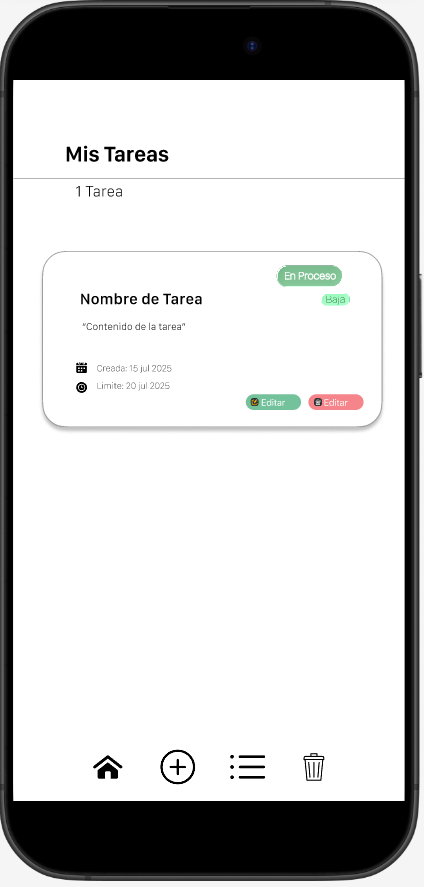 Mis Tareas
1 Tarea
En Proceso
Baja
Nombre de Tarea
“Contenido de la tarea”
Creada: 15 jul 2025
Limite: 20 jul 2025
Editar
Editar